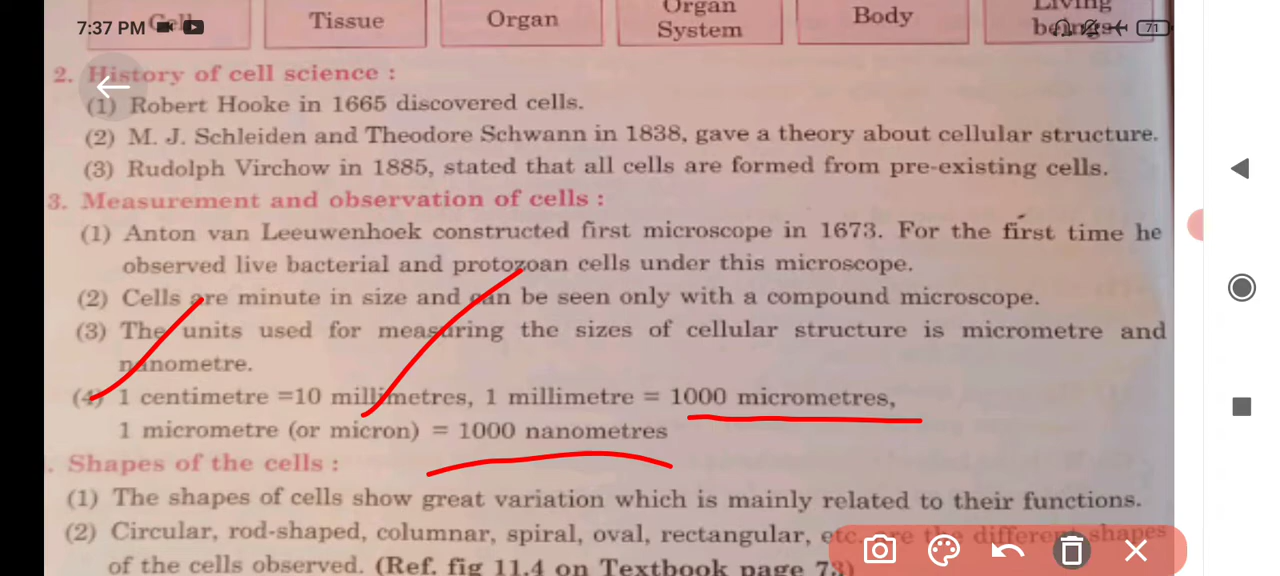 7:37 PM
Cell
Tissue
Organ
Organ
System
Body
Living
beings
71
2. History of cell science :
(1) Robert Hooke in 1665 discovered cells.
(2) M. J. Schleiden and Theodore Schwann in 1838, gave a theory about cellular structure.
(3) Rudolph Virchow in 1885, stated that all cells are formed from pre-existing cells.
3. Measurement and observation of cells :
(1) Anton van Leeuwenhoek constructed first microscope in 1673. For the first time he
observed live bacterial and protozoan cells under this microscope.
(2) Cells are minute in size and can be seen only with a compound microscope.
(3) The units used for measuring the sizes of cellular structure is micrometre and
nanometre.
(4) 1 centimetre =10 millimetres, 1 millimetre = 1000 micrometres,
1 micrometre (or micron) = 1000 nanometres
. Shapes of the cells :
(1) The shapes of cells show great variation which is mainly related to their functions.
(2) Circular, rod-shaped, columnar, spiral, oval, rectangular, etc. are the different shapes
of the cells observed. (Ref. fig 11.4 on Textbook page 73)